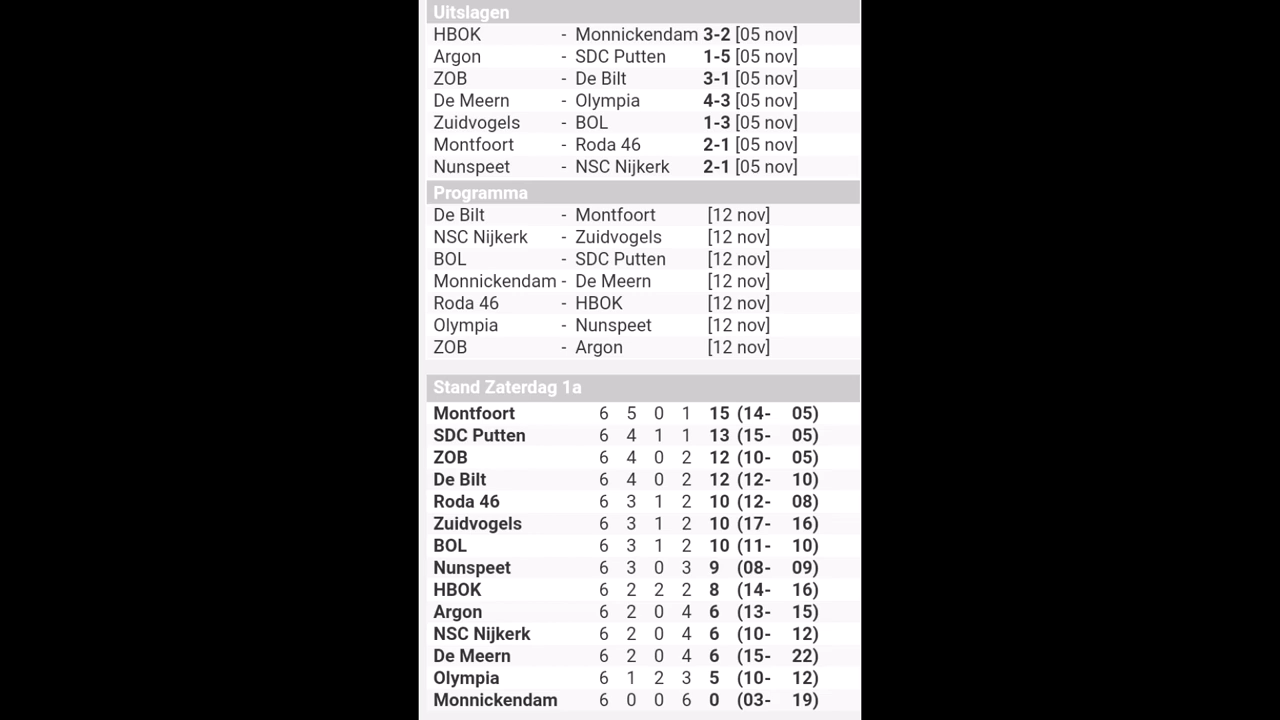 Uitslagen
HBOK - Monnickendam 3-2 [05 nov]
Argon - SDC Putten 1-5 [05 nov]
ZOB - De Bilt 3-1 [05 nov]
De Meern - Olympia 4-3 [05 nov]
Zuidvogels - BOL 1-3 [05 nov]
Montfoort - Roda 46 2-1 [05 nov]
Nunspeet - NSC Nijkerk 2-1 [05 nov]
Programma
De Bilt - Montfoort [12 nov]
NSC Nijkerk - Zuidvogels [12 nov]
BOL - SDC Putten [12 nov]
Monnickendam - De Meern [12 nov]
Roda 46 - HBOK [12 nov]
Olympia - Nunspeet [12 nov]
ZOB - Argon [12 nov]
Stand Zaterdag 1a
Montfoort 6 5 0 1 15 (14- 05)
SDC Putten 6 4 1 1 13 (15- 05)
ZOB 6 4 0 2 12 (10- 05)
De Bilt 6 4 0 2 12 (12- 10)
Roda 46 6 3 1 2 10 (12- 08)
Zuidvogels 6 3 1 2 10 (17- 16)
BOL 6 3 1 2 10 (11- 10)
Nunspeet 6 3 0 3 9 (08- 09)
HBOK 6 2 2 2 8 (14- 16)
Argon 6 2 0 4 6 (13- 15)
NSC Nijkerk 6 2 0 4 6 (10- 12)
De Meern 6 2 0 4 6 (15- 22)
Olympia 6 1 2 3 5 (10- 12)
Monnickendam 6 0 0 6 0 (03- 19)